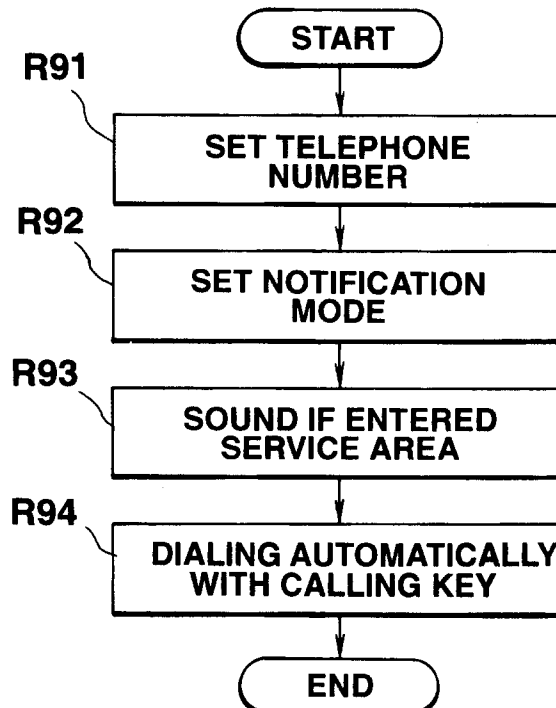 START
R91
SET TELEPHONE
NUMBER
R92
SET NOTIFICATION
MODE
R93
SOUND IF ENTERED
SERVICE AREA
R94
DIALING AUTOMATICALLY
WITH CALLING KEY
END